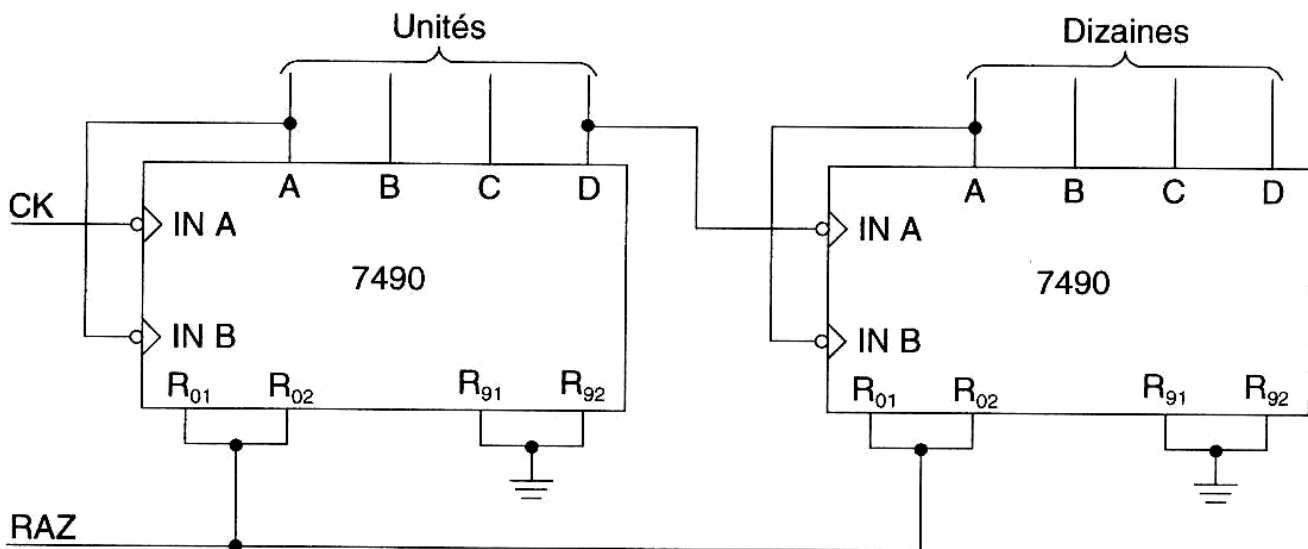 Unités
Dizaines
A B C D
A B C D
CK
IN A
IN A
7490
7490
IN B
IN B
R₀₁ R₀₂ R₉₁ R₉₂
R₀₁ R₀₂ R₉₁ R₉₂
RAZ